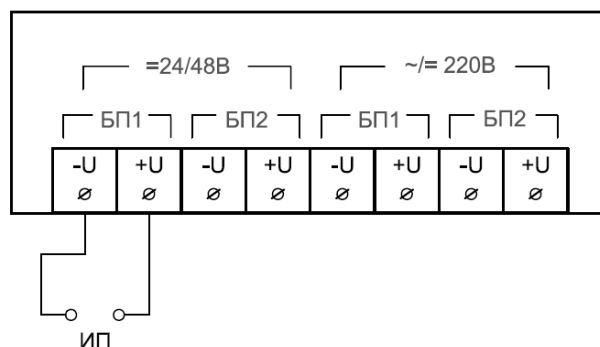 =24/48В ~/= 220В
БП1 БП2 БП1 БП2
-U +U -U +U -U +U -U +U
ИП